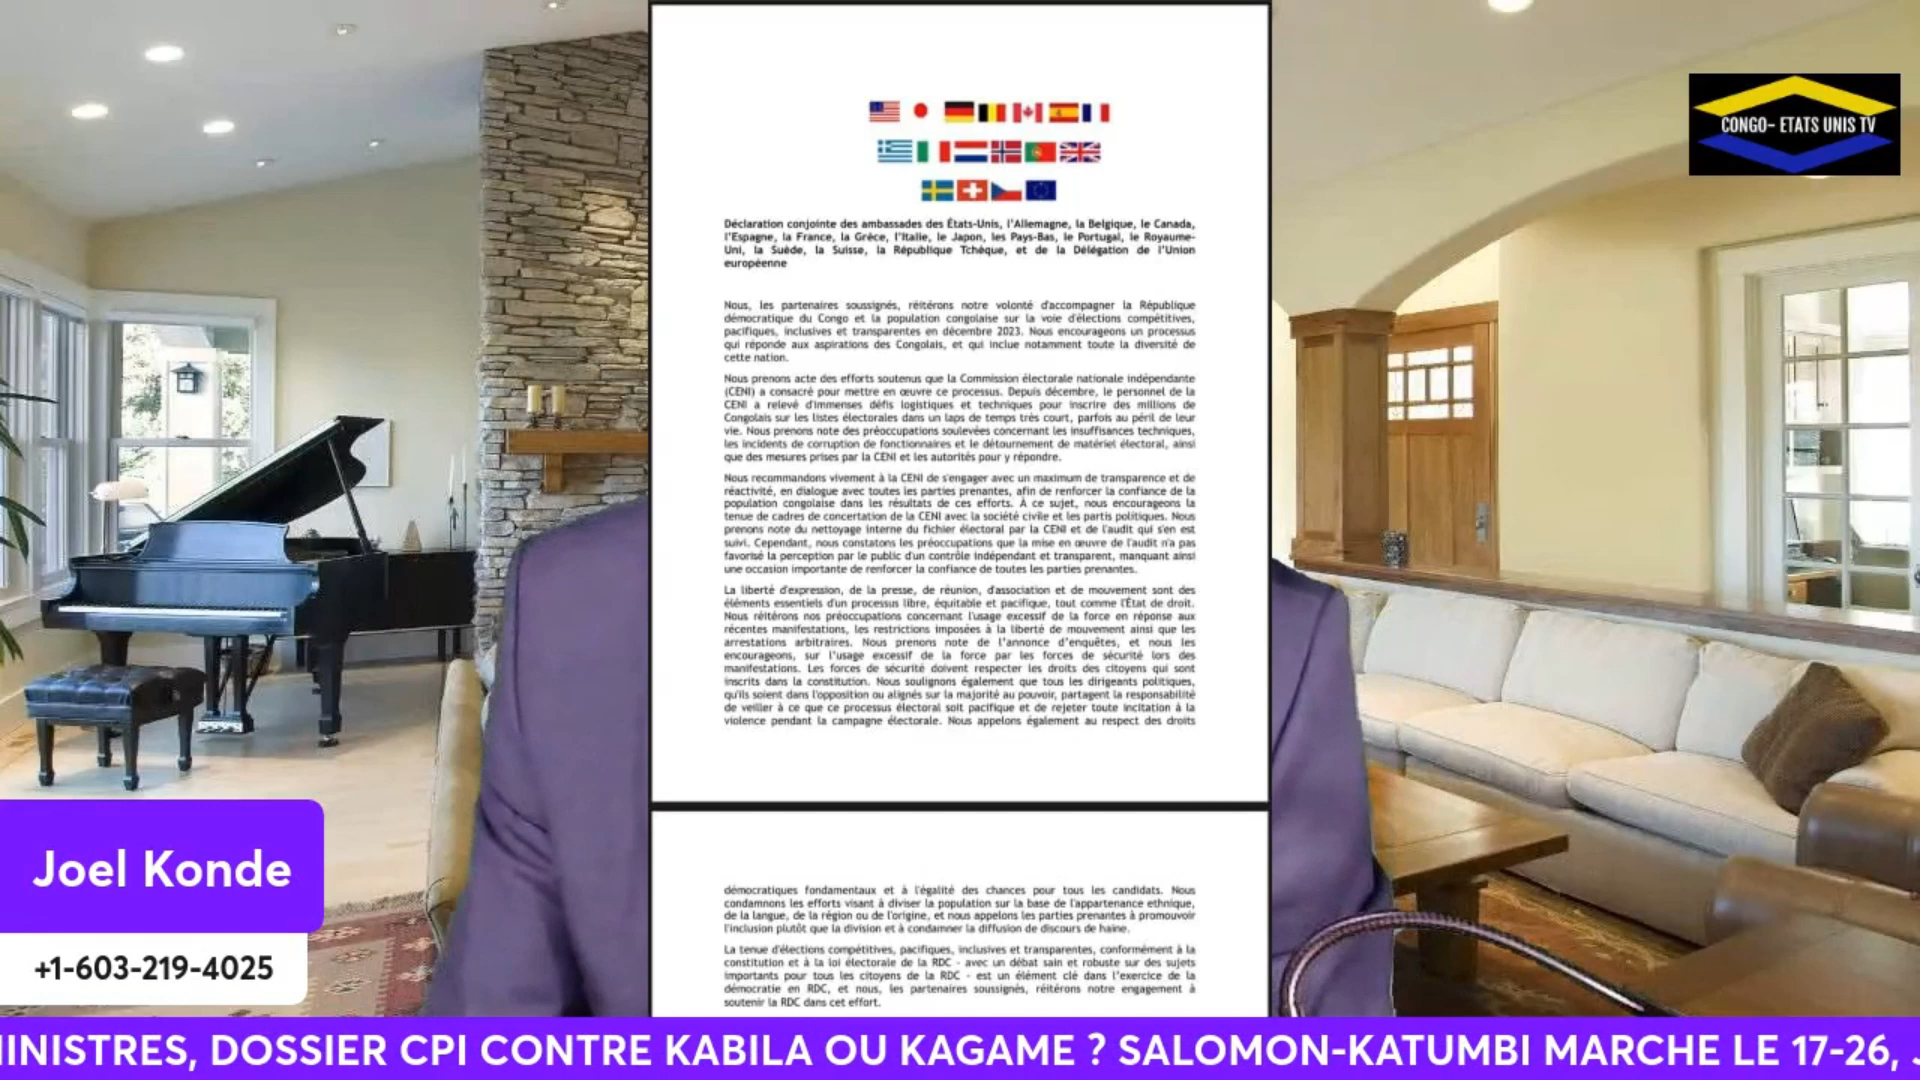 CONGO- ETATS UNIS TV
Déclaration conjointe des ambassades des États-Unis, l'Allemagne, la Belgique, le Canada,
l'Espagne, la France, la Grèce, l'Italie, le Japon, les Pays-Bas, le Portugal, le Royaume-
Uni, la Suède, la Suisse, la République Tchèque, et de la Délégation de l'Union
européenne
Nous, les partenaires soussignés, réitérons notre volonté d'accompagner la République
démocratique du Congo et la population congolaise sur la voie d'élections compétitives,
pacifiques, inclusives et transparentes en décembre 2023. Nous encourageons un processus
qui réponde aux aspirations des Congolais, et qui inclue notamment toute la diversité de
cette nation.
Nous prenons acte des efforts soutenus que la Commission électorale nationale indépendante
(CENI) a consacré pour mettre en œuvre ce processus. Depuis décembre, le personnel de la
CENI a relevé d'immenses défis logistiques et techniques pour inscrire des millions de
Congolais sur les listes électorales dans un laps de temps très court, parfois au péril de leur
vie. Nous prenons note des préoccupations soulevées concernant les insuffisances techniques,
les incidents de corruption de fonctionnaires et le détournement de matériel électoral, ainsi
que des mesures prises par la CENI et les autorités pour y répondre.
Nous recommandons vivement à la CENI de s'engager avec un maximum de transparence et de
réactivité, en dialogue avec toutes les parties prenantes, afin de renforcer la confiance de la
population congolaise dans les résultats de ces efforts. À ce sujet, nous encourageons la
tenue de cadres de concertation de la CENI avec la société civile et les partis politiques. Nous
prenons note du nettoyage interne du fichier électoral par la CENI et de l'audit qui s'en est
suivi. Cependant, nous constatons les préoccupations que la mise en œuvre de l'audit n'a pas
favorisé la perception par le public d'un contrôle indépendant et transparent, manquant ainsi
une occasion importante de renforcer la confiance de toutes les parties prenantes.
La liberté d'expression, de la presse, de réunion, d'association et de mouvement sont des
éléments essentiels d'un processus libre, équitable et pacifique, tout comme l'État de droit.
Nous réitérons nos préoccupations concernant l'usage excessif de la force en réponse aux
récentes manifestations, les restrictions imposées à la liberté de mouvement ainsi que les
arrestations arbitraires. Nous prenons note de l'annonce d'enquêtes, et nous les
encourageons, sur l'usage excessif de la force par les forces de sécurité lors des
manifestations. Les forces de sécurité doivent respecter les droits des citoyens qui sont
inscrits dans la constitution. Nous soulignons également que tous les dirigeants politiques,
qu'ils soient dans l'opposition ou alignés sur la majorité au pouvoir, partagent la responsabilité
de veiller à ce que ce processus électoral soit pacifique et de rejeter toute incitation à la
violence pendant la campagne électorale. Nous appelons également au respect des droits
démocratiques fondamentaux et à l'égalité des chances pour tous les candidats. Nous
condamnons les efforts visant à diviser la population sur la base de l'appartenance ethnique,
de la langue, de la région ou de l'origine, et nous appelons les parties prenantes à promouvoir
l'inclusion plutôt que la division et à condamner la diffusion de discours de haine.
La tenue d'élections compétitives, pacifiques, inclusives et transparentes, conformément à la
constitution et à la loi électorale de la RDC - avec un débat sain et robuste sur des sujets
importants pour tous les citoyens de la RDC - est un élément clé dans l'exercice de la
démocratie en RDC, et nous, les partenaires soussignés, réitérons notre engagement à
soutenir la RDC dans cet effort.
Joel Konde
+1-603-219-4025
INISTRES, DOSSIER CPI CONTRE KABILA OU KAGAME ? SALOMON-KATUMBI MARCHE LE 17-26,